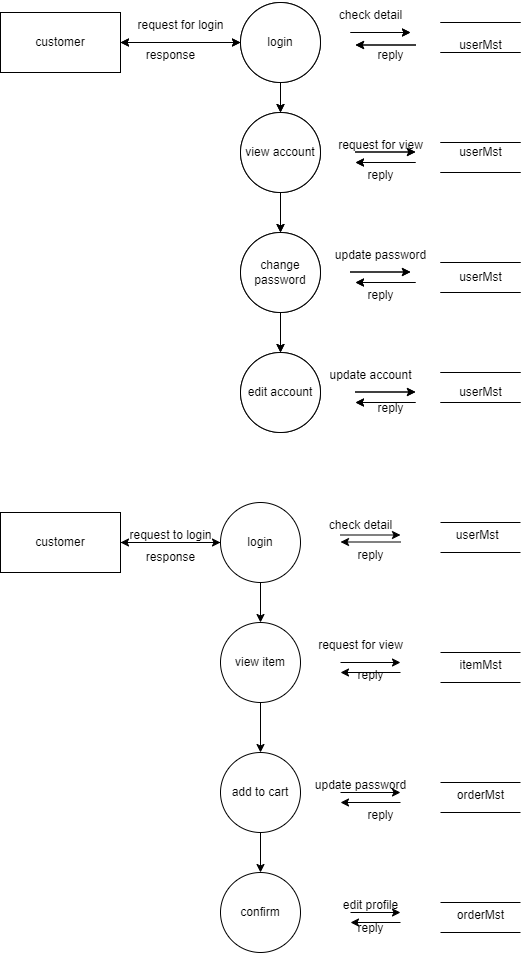 request for login
check detail
customer
login
userMst
response
reply
view account
request for view
userMst
reply
change
password
update password
userMst
reply
edit account
update account
userMst
reply
customer
request to login
login
check detail
userMst
response
reply
view item
request for view
itemMst
reply
add to cart
update password
orderMst
reply
confirm
edit profile
orderMst
reply